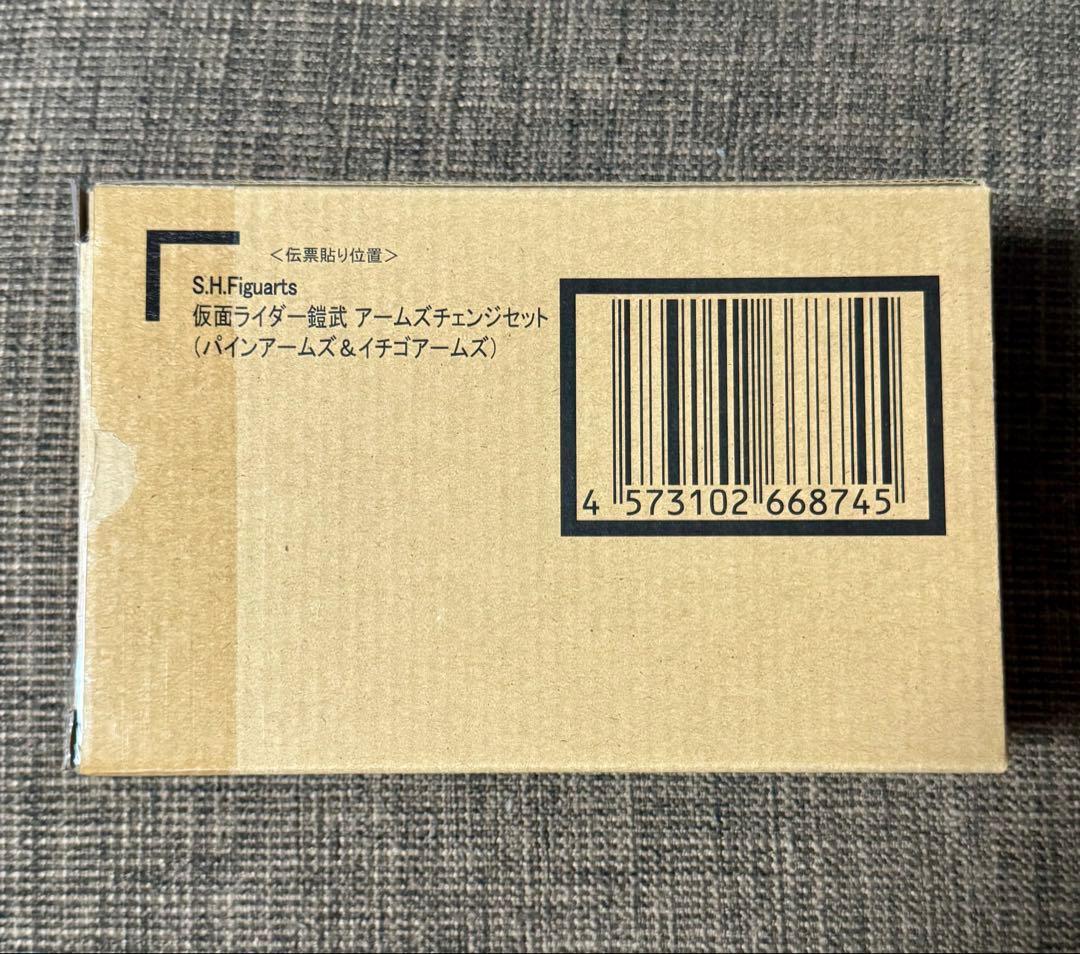 ＜伝票貼り位置＞
S.H.Figuarts
仮面ライダー鎧武 アームズチェンジセット
（パインアームズ＆イチゴアームズ）
4 573102 668745